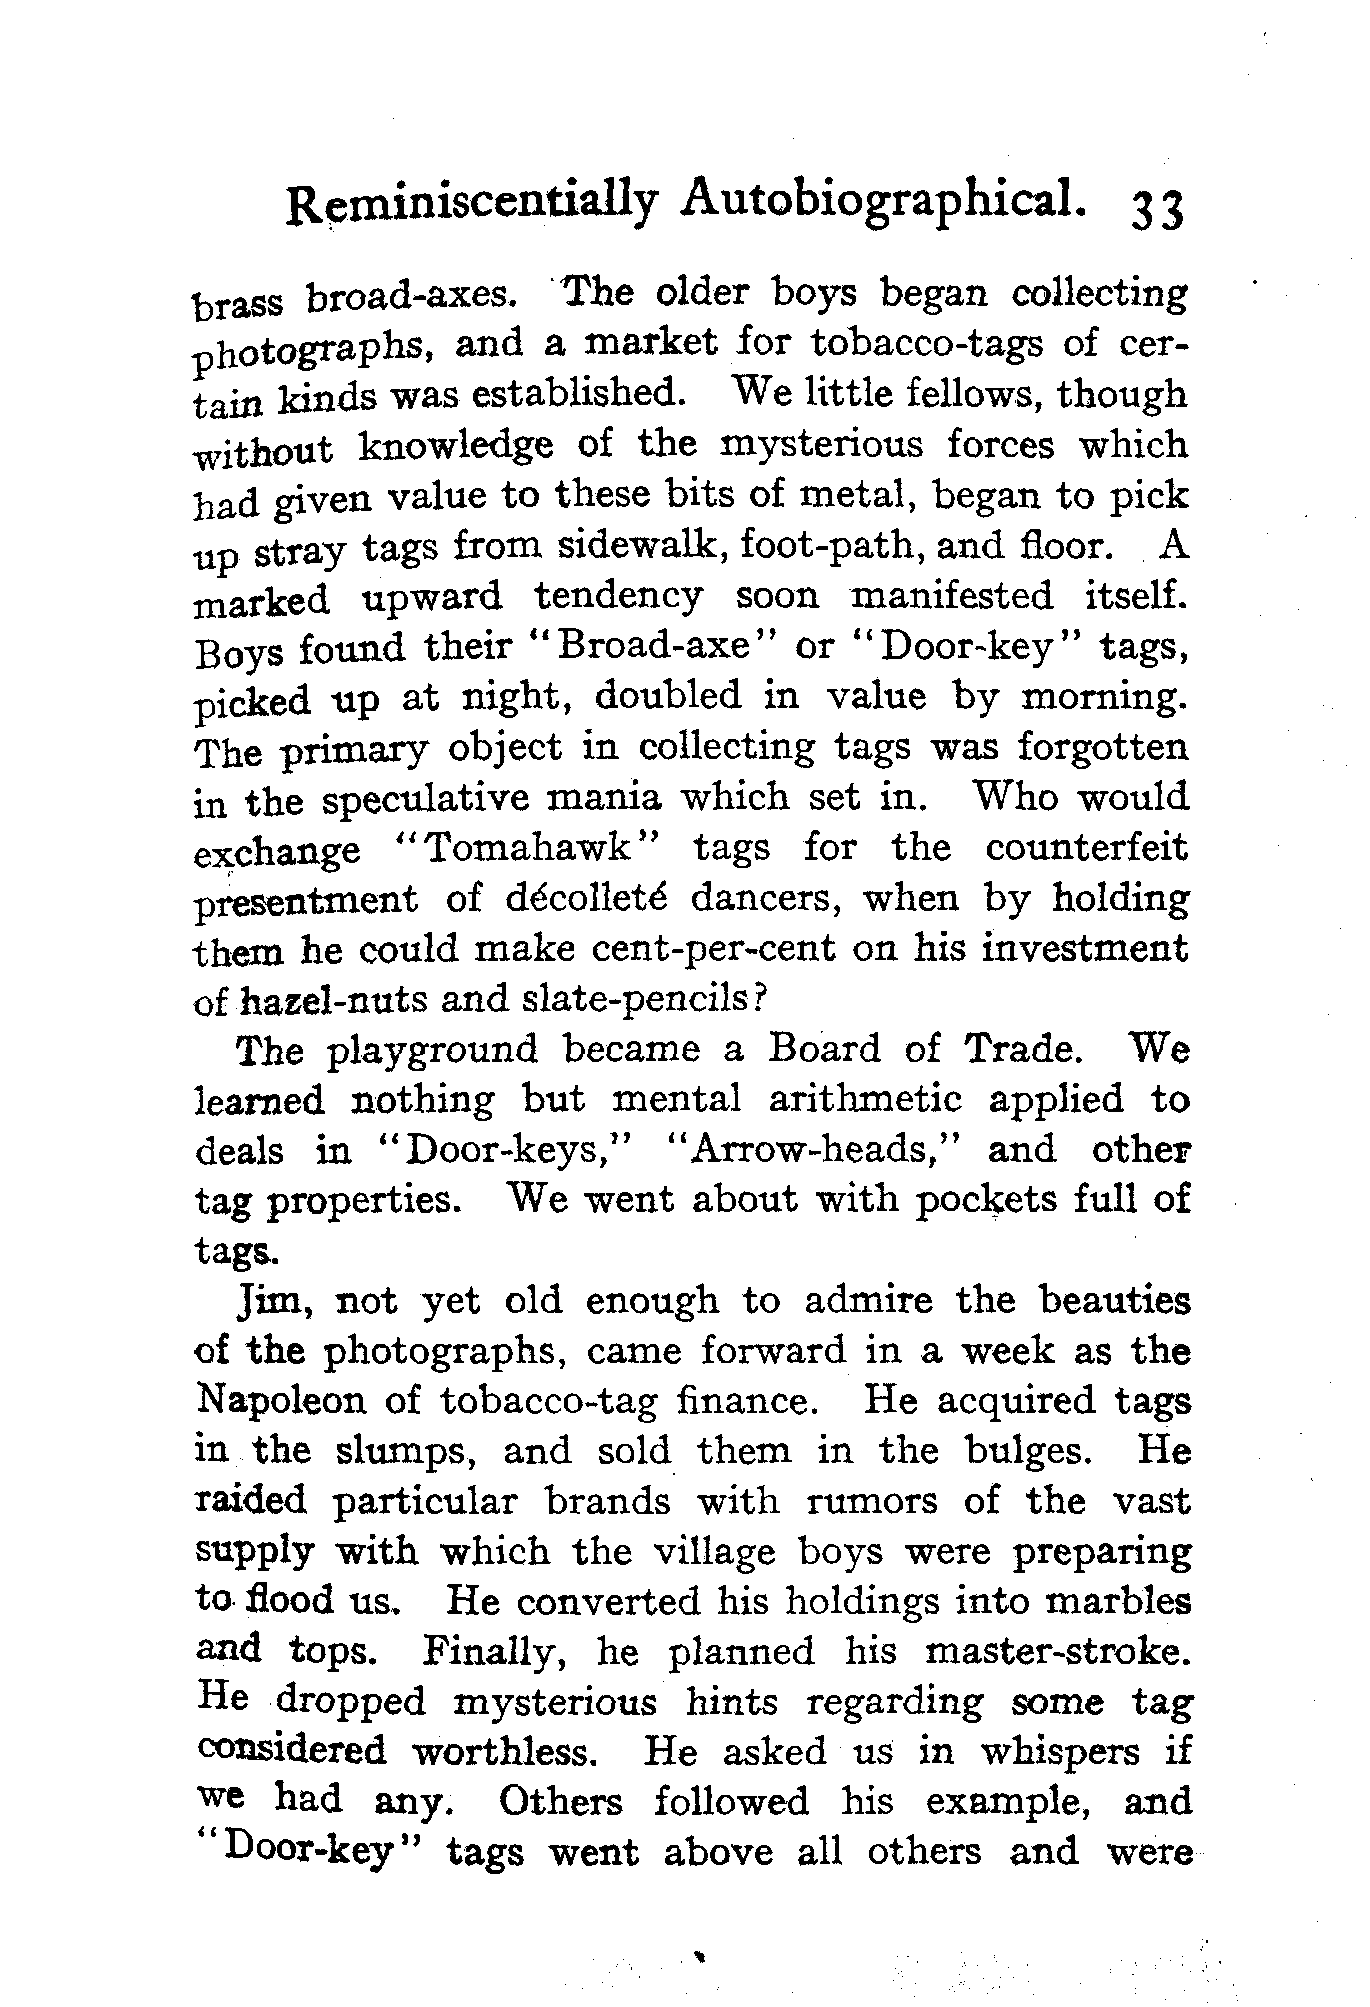 Reminiscentially Autobiographical. 33
brass broad-axes. The older boys began collecting
photographs, and a market for tobacco-tags of cer-
tain kinds was established. We little fellows, though
without knowledge of the mysterious forces which
had given value to these bits of metal, began to pick
up stray tags from sidewalk, foot-path, and floor. A
marked upward tendency soon manifested itself.
Boys found their "Broad-axe" or "Door-key" tags,
picked up at night, doubled in value by morning.
The primary object in collecting tags was forgotten
in the speculative mania which set in. Who would
exchange "Tomahawk" tags for the counterfeit
presentment of décolleté dancers, when by holding
them he could make cent-per-cent on his investment
of hazel-nuts and slate-pencils?
The playground became a Board of Trade. We
learned nothing but mental arithmetic applied to
deals in "Door-keys," "Arrow-heads," and other
tag properties. We went about with pockets full of
tags.
Jim, not yet old enough to admire the beauties
of the photographs, came forward in a week as the
Napoleon of tobacco-tag finance. He acquired tags
in the slumps, and sold them in the bulges. He
raided particular brands with rumors of the vast
supply with which the village boys were preparing
to flood us. He converted his holdings into marbles
and tops. Finally, he planned his master-stroke.
He dropped mysterious hints regarding some tag
considered worthless. He asked us in whispers if
we had any. Others followed his example, and
"Door-key" tags went above all others and were